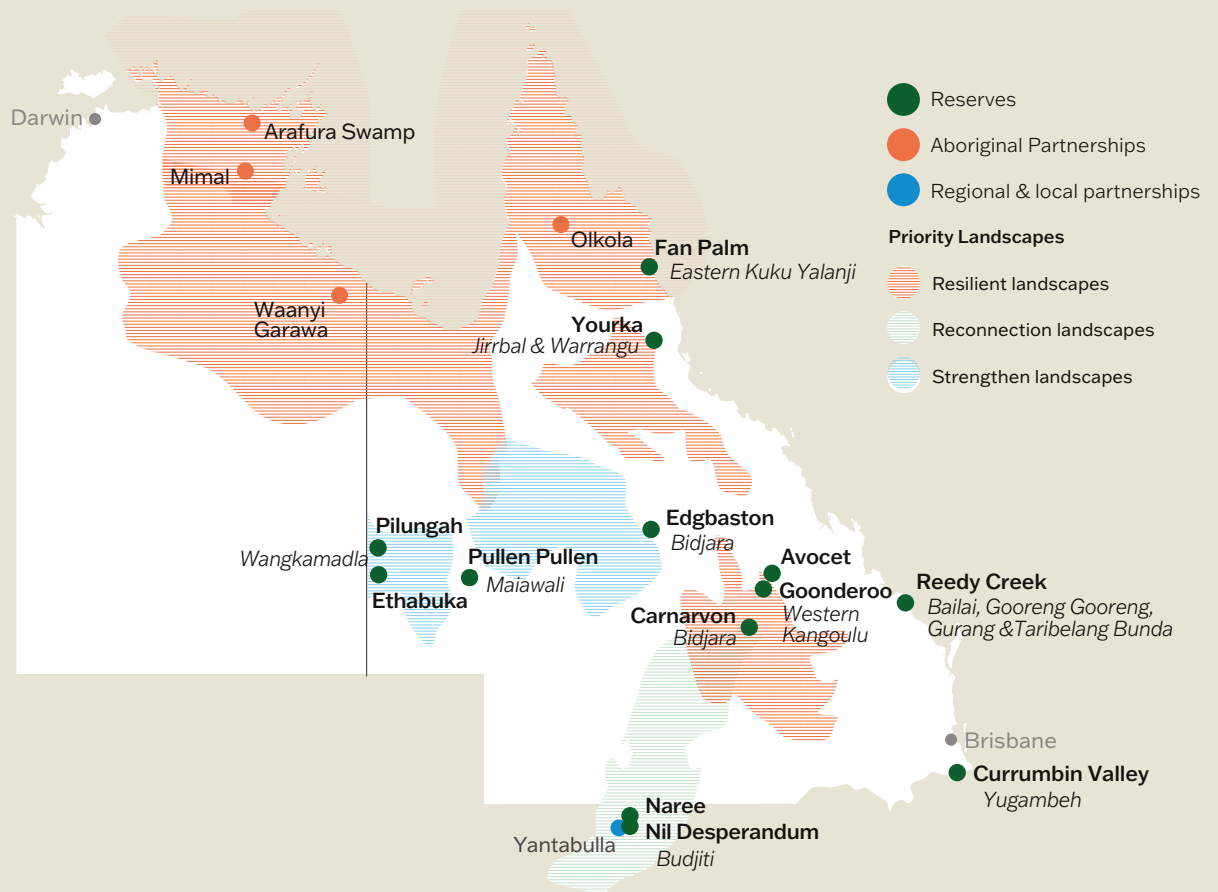 Darwin
Arafura Swamp
Mimal
Olkola
Fan Palm
Eastern Kuku Yalanji
Waanyi
Garawa
Yourka
Jirrbal & Warrangu
Reserves
Aboriginal Partnerships
Regional & local partnerships
Priority Landscapes
Resilient landscapes
Reconnection landscapes
Strengthen landscapes
Pilungah
Wangkamadla
Ethabuka
Pullen Pullen
Maiawali
Edgbaston
Bidjara
Avocet
Goonderoo
Western
Kangoulu
Carnarvon
Bidjara
Reedy Creek
Bailai, Gooreng Gooreng,
Gurang &Taribelang Bunda
Brisbane
Currumbin Valley
Yugambeh
Naree
Nil Desperandum
Yantabulla
Budjiti